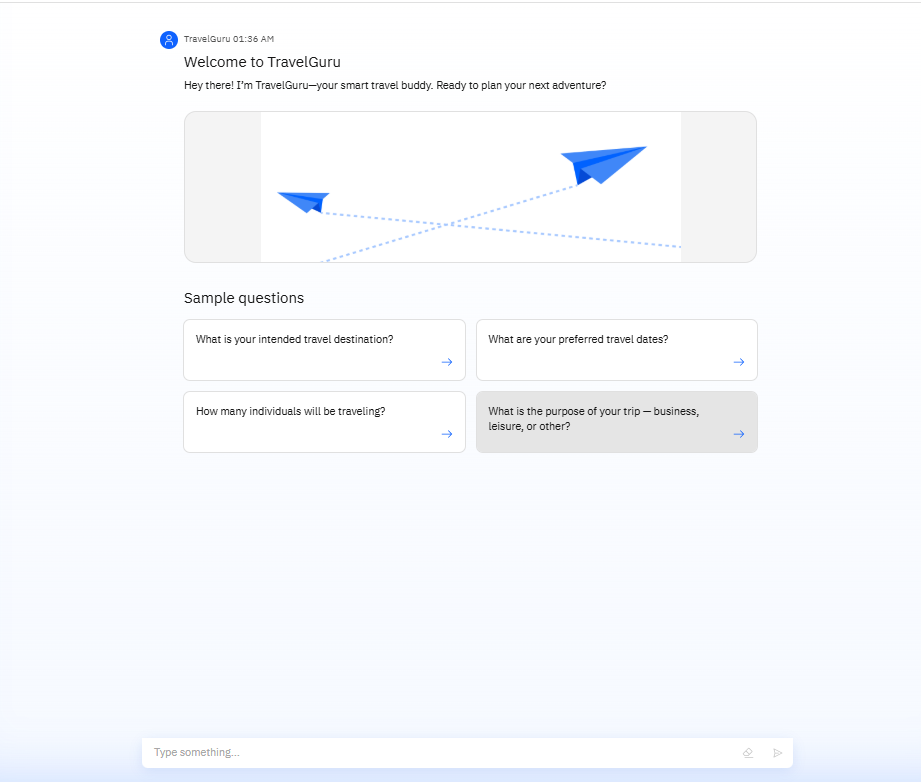 TravelGuru 01:36 AM
Welcome to TravelGuru
Hey there! I'm TravelGuru—your smart travel buddy. Ready to plan your next adventure?
Sample questions
What is your intended travel destination?
What are your preferred travel dates?
How many individuals will be traveling?
What is the purpose of your trip — business,
leisure, or other?
Type something...